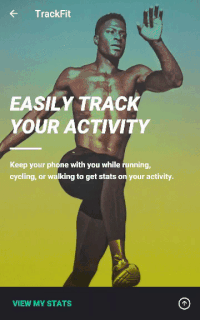 TrackFit
EASILY TRACK
YOUR ACTIVITY
Keep your phone with you while running,
cycling, or walking to get stats on your activity.
VIEW MY STATS